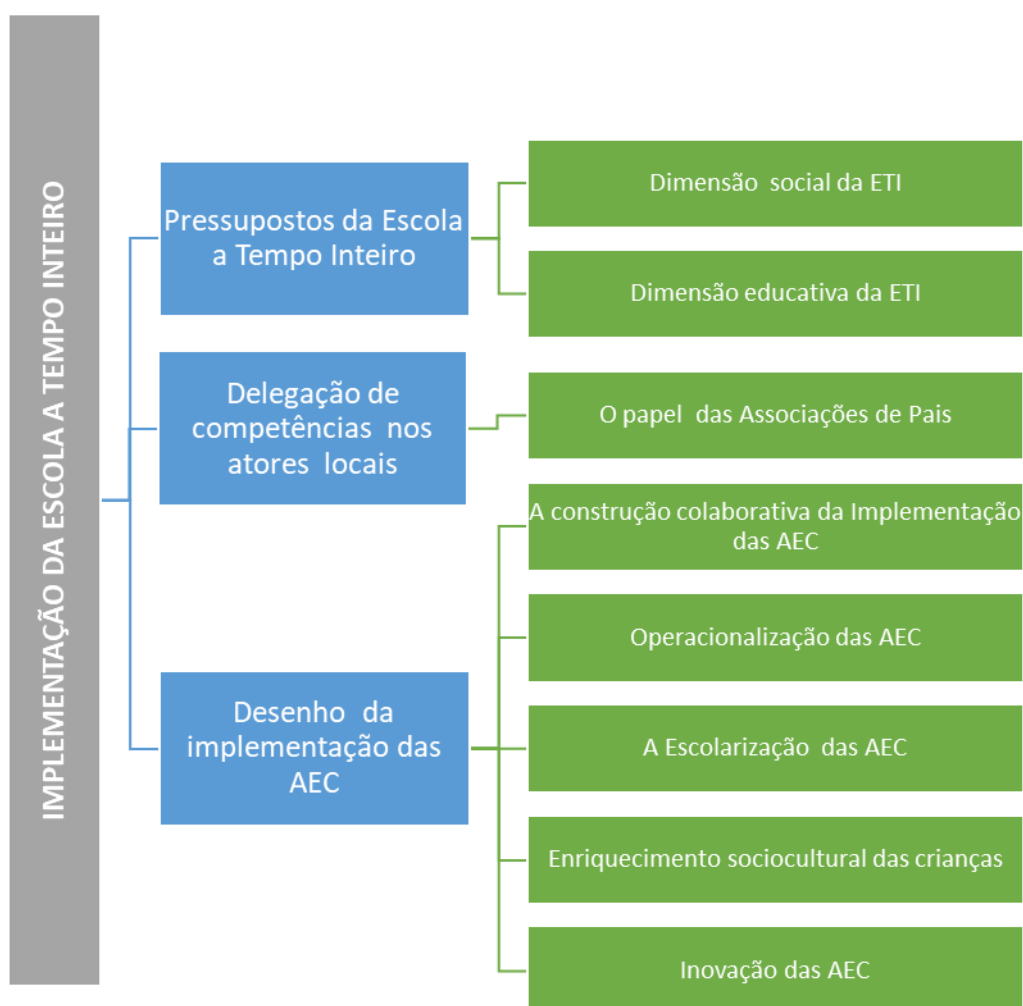 IMPLEMENTAÇÃO DA ESCOLA A TEMPO INTEIRO
Pressupostos da Escola
a Tempo Inteiro
Dimensão social da ETI
Dimensão educativa da ETI
Delegação de
competências nos
atores locais
O papel das Associações de Pais
Desenho da
implementação das
AEC
A construção colaborativa da Implementação
das AEC
Operacionalização das AEC
A Escolarização das AEC
Enriquecimento sociocultural das crianças
Inovação das AEC